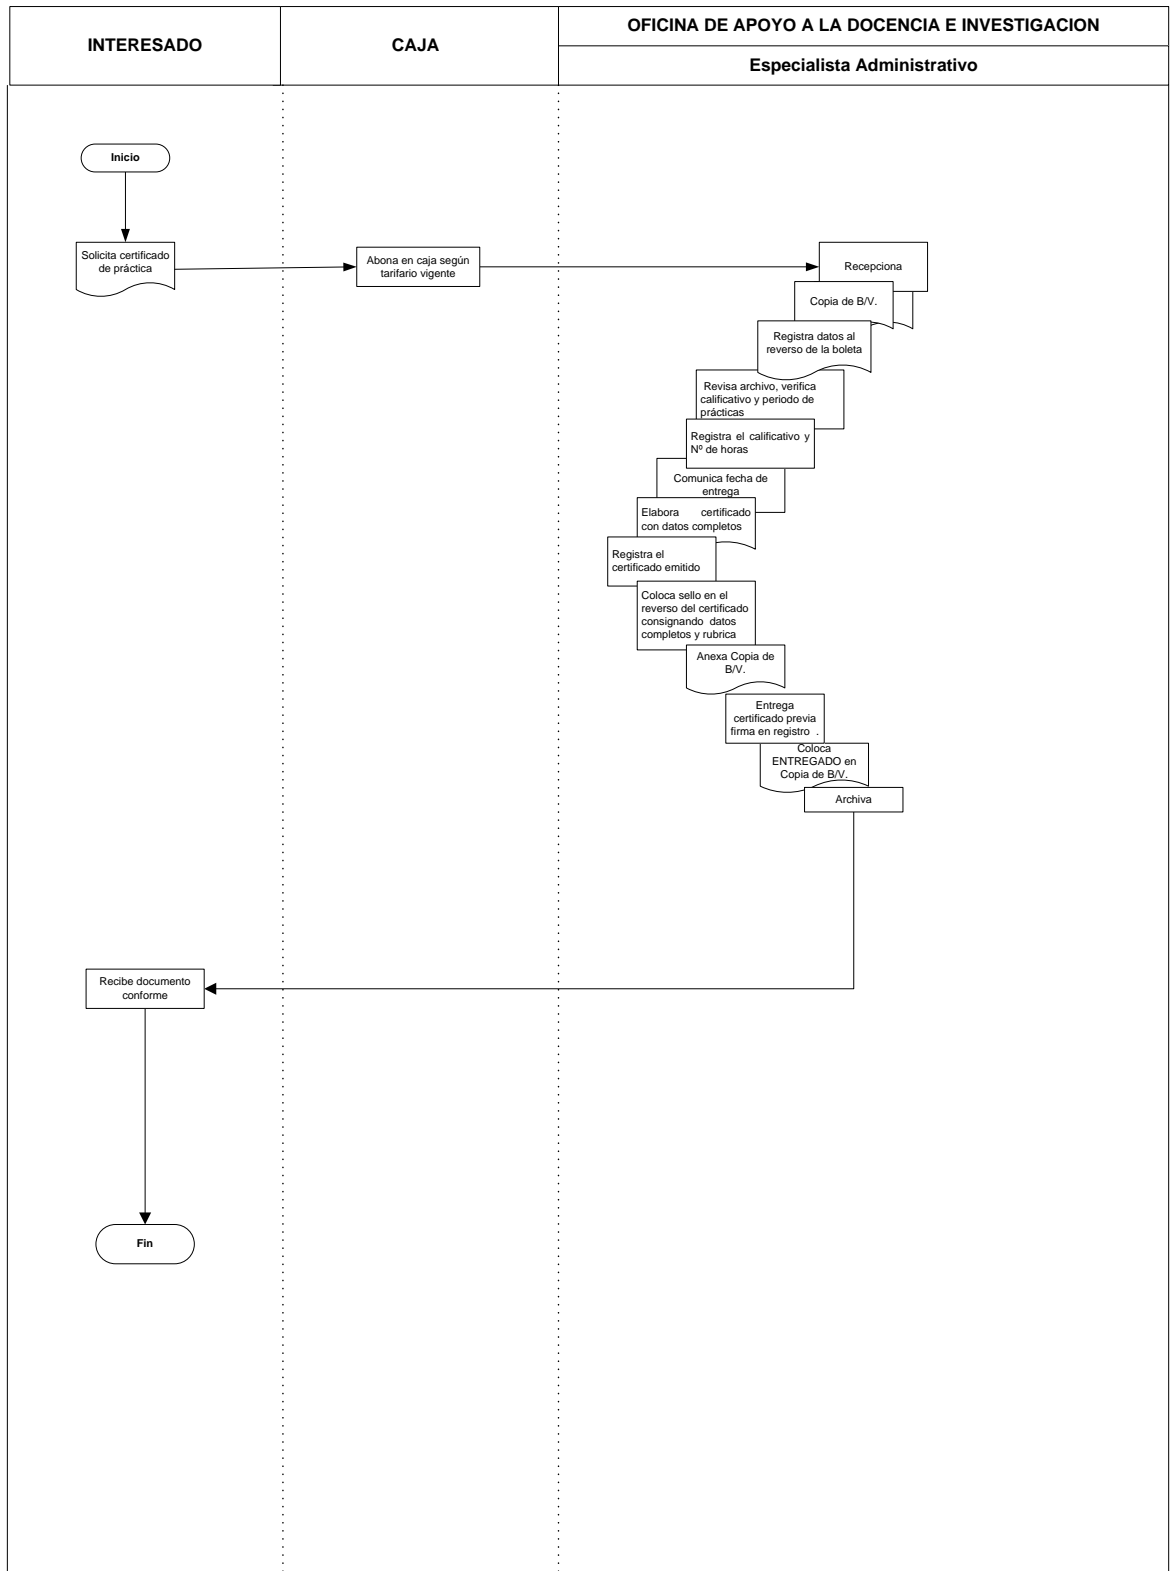 INTERESADO
CAJA
OFICINA DE APOYO A LA DOCENCIA E INVESTIGACION
Especialista Administrativo
Inicio
Solicita certificado
de práctica
Abona en caja según
tarifario vigente
Recepciona
Copia de B/V.
Registra datos al
reverso de la boleta
Revisa archivo, verifica
calificativo y periodo de
prácticas
Registra el calificativo y
Nº de horas
Comunica fecha de
entrega
Elabora certificado
con datos completos
Registra el
certificado emitido
Coloca sello en el
reverso del certificado
consignando datos
completos y rubrica
Anexa Copia de
B/V.
Entrega
certificado previa
firma en registro .
Coloca
ENTREGADO en
Copia de B/V.
Archiva
Recibe documento
conforme
Fin